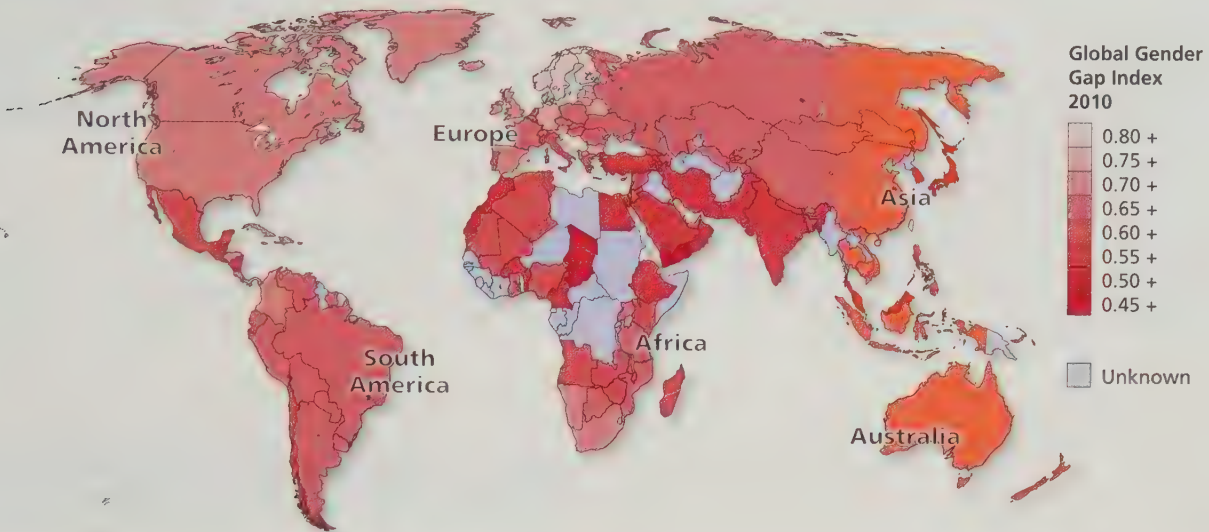 Global Gender
Gap Index
2010
0.80 +
0.75 +
0.70 +
0.65 +
0.60 +
0.55 +
0.50 +
0.45 +
Unknown
North
America
Europe
Asia
South
America
Africa
Australia